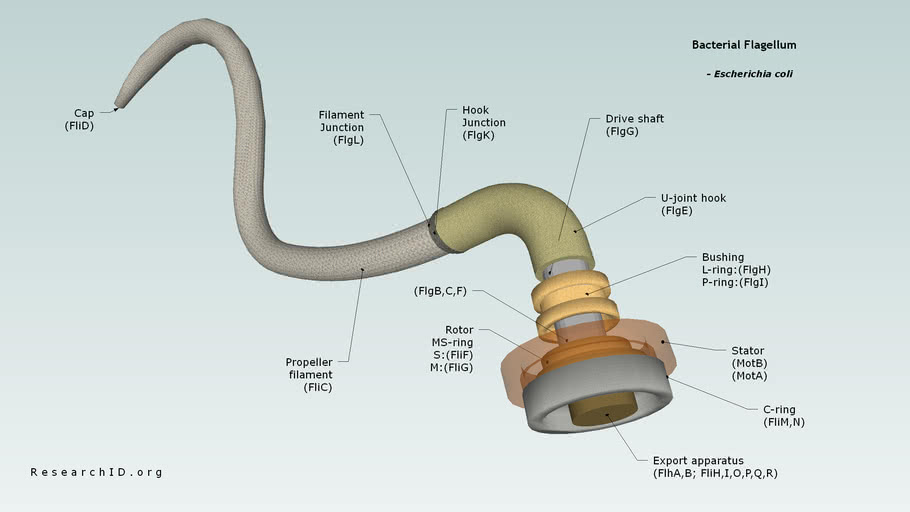 Bacterial Flagellum
- Escherichia coli
Cap
(FliD)
Filament
Junction
(FlgL)
Hook
Junction
(FlgK)
Drive shaft
(FlgG)
U-joint hook
(FlgE)
Bushing
L-ring:(FlgH)
P-ring:(FlgI)
(FlgB,C,F)
Rotor
MS-ring
S:(FliF)
M:(FliG)
Stator
(MotB)
(MotA)
Propeller
filament
(FliC)
C-ring
(FliM,N)
Export apparatus
(FlhA,B; FliH,I,O,P,Q,R)
ResearchID.org